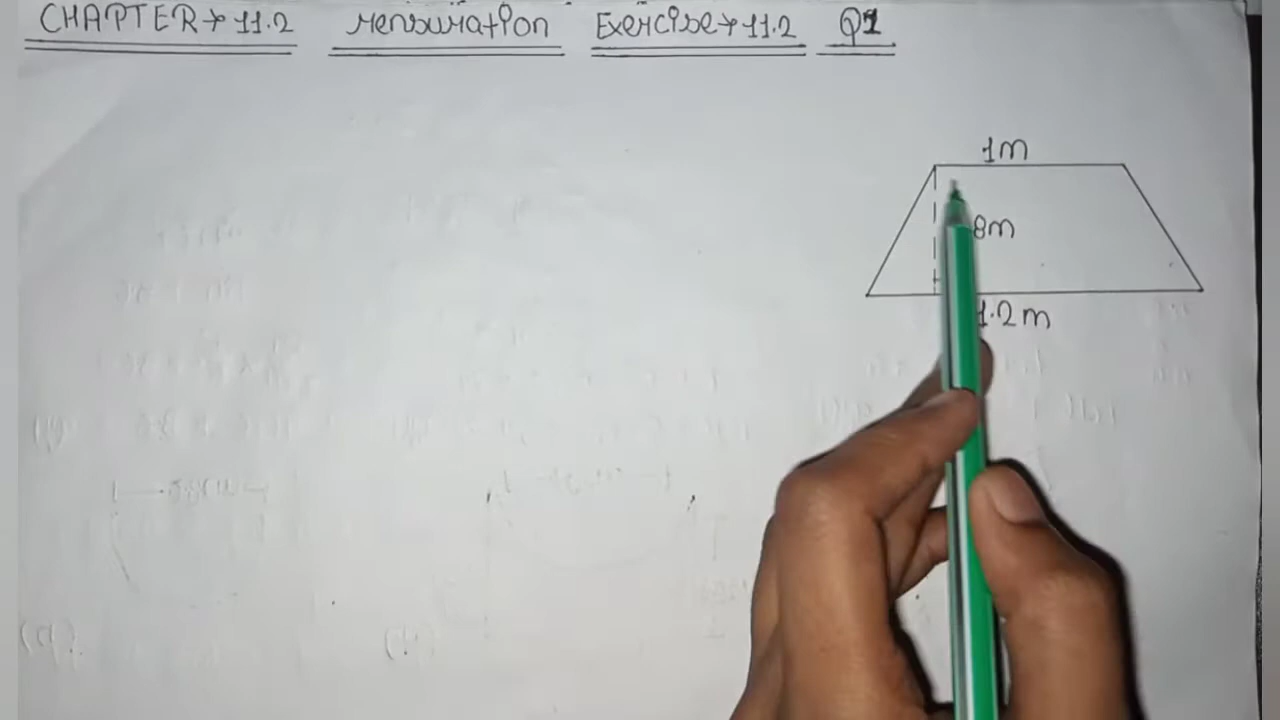 CHAPTER → 11.2 Mensuration Exercise → 11.2 Q1
1m
8m
1.2m